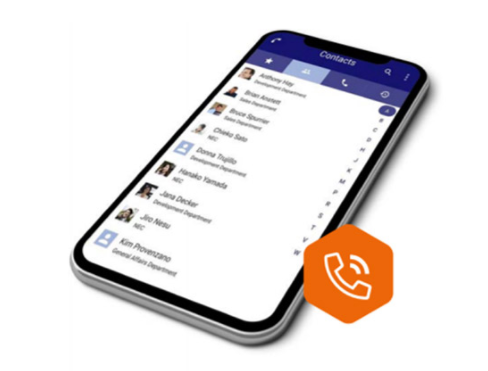 Contacts
Anthony Hay
Development Department
Brian Anstett
Sales Department
Bruce Spurrier
Sales Department
Chieko Sato
NEC
Donna Trujillo
Development Department
Hanako Yamada
NEC
Jana Decker
Development Department
Jiro Nesu
NEC
Kim Provenzano
General Affairs Department